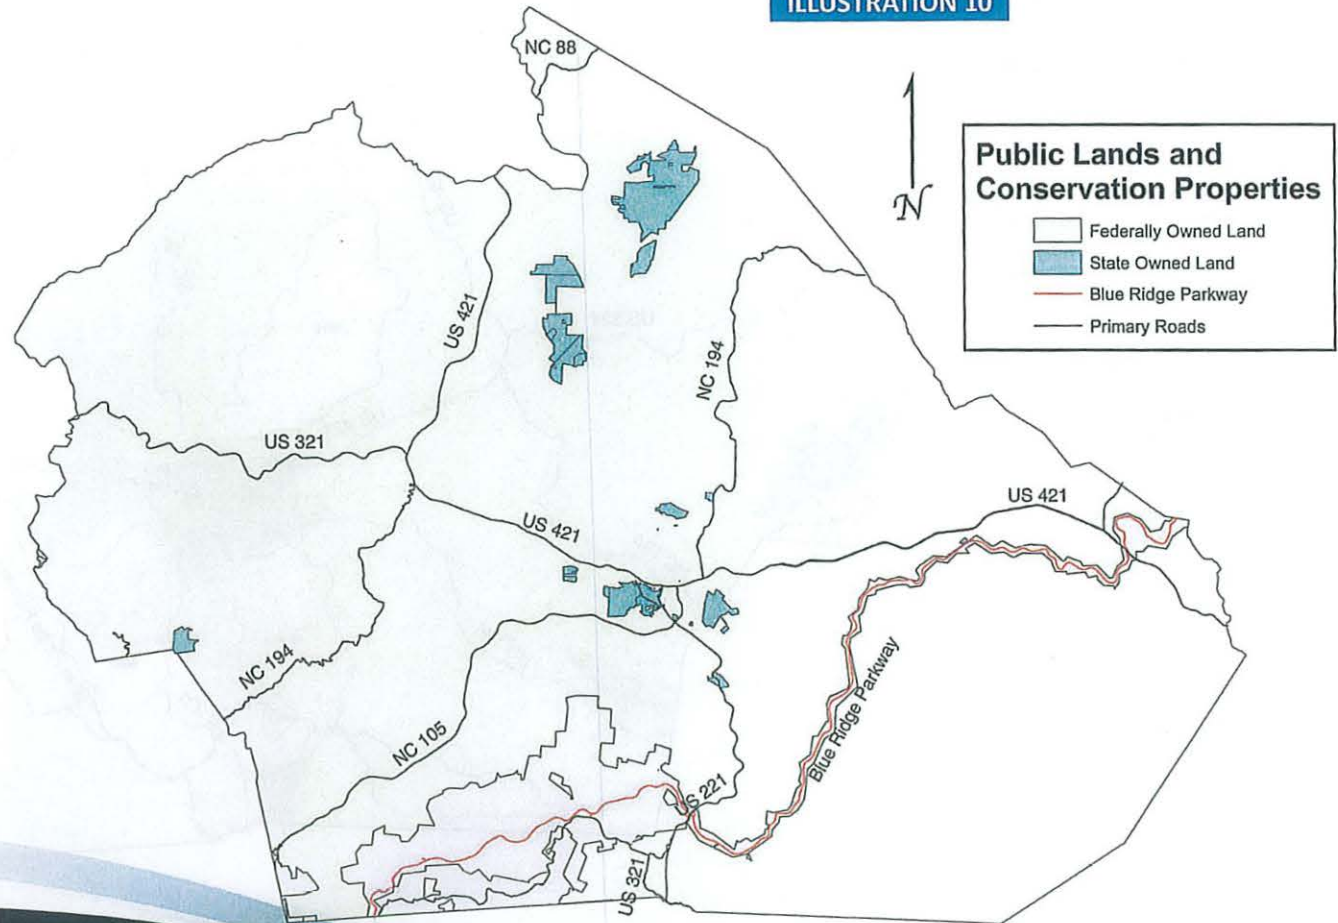 ILLUSTRATION 10
NC 88
N
Public Lands and
Conservation Properties
Federally Owned Land
State Owned Land
Blue Ridge Parkway
Primary Roads
US 421
NC 194
US 321
US 421
US 421
NC 194
NC 105
Blue Ridge Parkway
US 221
US 321